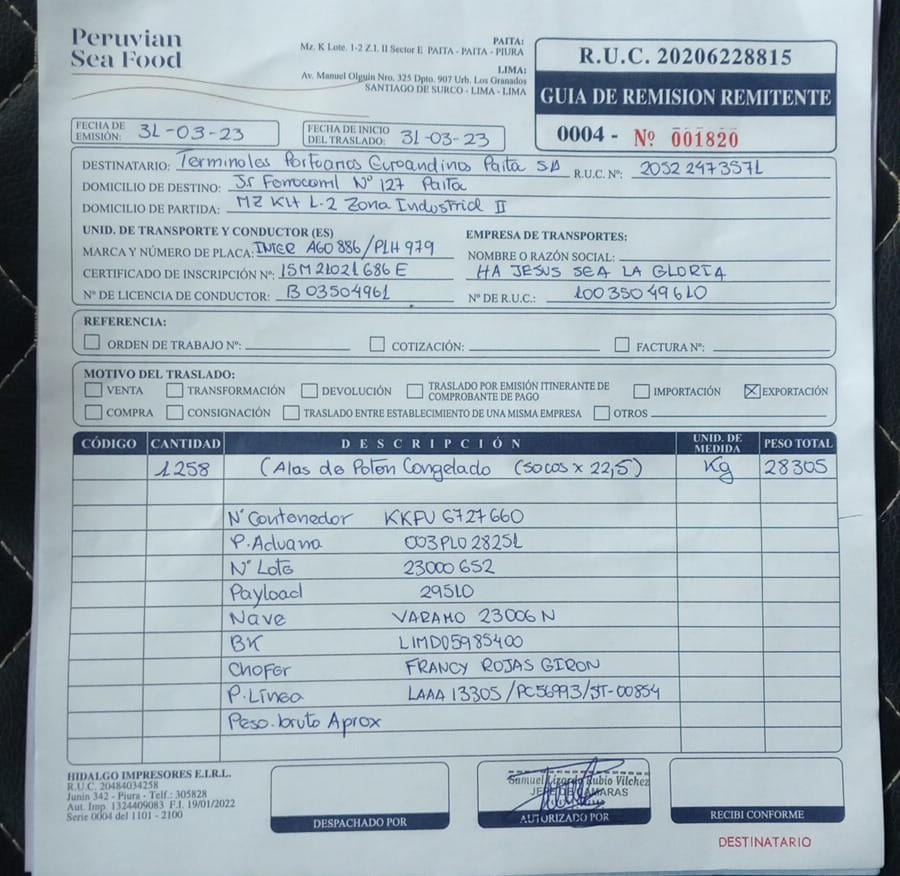 Peruvian
Sea Food
PAITA:
Mz. K Lote. 1-2 Z.I. II Sector E PAITA - PAITA - PIURA
LIMA:
Av. Manuel Olguin Nro. 325 Dpto. 907 Urb. Los Granados
SANTIAGO DE SURCO - LIMA - LIMA
R.U.C. 20206228815
GUIA DE REMISION REMITENTE
0004 - Nº 001820
FECHA DE EMISIÓN: 31-03-23
FECHA DE INICIO DEL TRASLADO: 31-03-23
DESTINATARIO: Terminales Portuarios Euroandinos Paita SA R.U.C. Nº: 20522473571
DOMICILIO DE DESTINO: Jr Ferrocarril Nº 127 Paita
DOMICILIO DE PARTIDA: MZ KH L-2 Zona Industrial II
UNID. DE TRANSPORTE Y CONDUCTOR (ES) EMPRESA DE TRANSPORTES:
MARCA Y NÚMERO DE PLACA: INTER AGO 886/PLH 979 NOMBRE O RAZÓN SOCIAL:
CERTIFICADO DE INSCRIPCIÓN Nº: 15M21021686E HA JESUS SEA LA GLORIA
Nº DE LICENCIA DE CONDUCTOR: B03504961 Nº DE R.U.C.: 10035049610
REFERENCIA:
ORDEN DE TRABAJO Nº: COTIZACIÓN: FACTURA Nº:
MOTIVO DEL TRASLADO:
VENTA TRANSFORMACIÓN DEVOLUCIÓN TRASLADO POR EMISIÓN ITINERANTE DE COMPROBANTE DE PAGO IMPORTACIÓN EXPORTACIÓN
COMPRA CONSIGNACIÓN TRASLADO ENTRE ESTABLECIMIENTO DE UNA MISMA EMPRESA OTROS
CÓDIGO CANTIDAD DESCRIPCIÓN UNID. DE MEDIDA PESO TOTAL
1258 (Alas de Poton Congelado (sacos x 22,5) Kg 28305
Nº Contenedor KKFU 6727660
P.Aduana 003PLO28251
Nº Lote 23000652
Payload 29510
Nave VARAMO 23006N
BK LIMD05985400
Chofer FRANCY ROJAS GIRON
P.Línea LAAA 13305/PC56993/ST-00854
Peso.bruto Aprox
HIDALGO IMPRESORES E.I.R.L.
R.U.C. 20484034258
Junin 342 - Piura - Telf.: 305828
Aut. Imp. 1324409083 F.I. 19/01/2022
Serie 0004 del 1101 - 2100
DESPACHADO POR
Samuel Rubio Vilchez
JEFE DE CAMARAS
AUTORIZADO POR
RECIBI CONFORME
DESTINATARIO